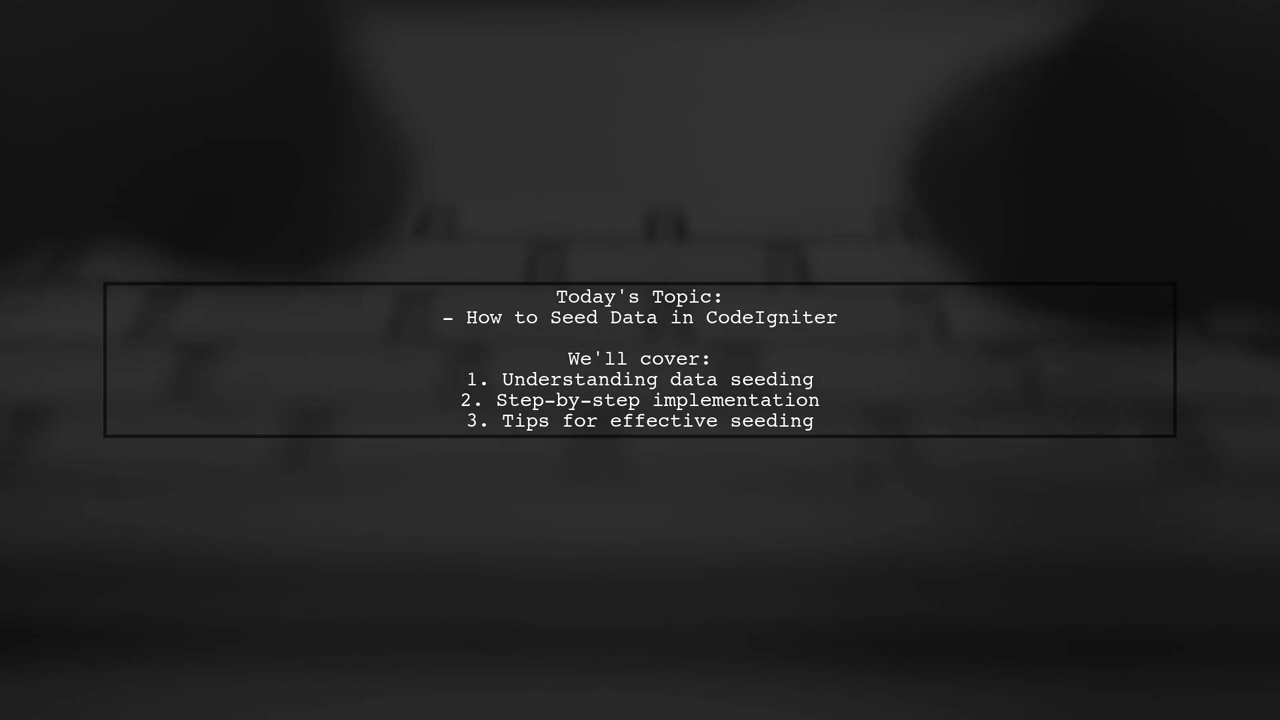 Today's Topic:
- How to Seed Data in CodeIgniter
We'll cover:
1. Understanding data seeding
2. Step-by-step implementation
3. Tips for effective seeding